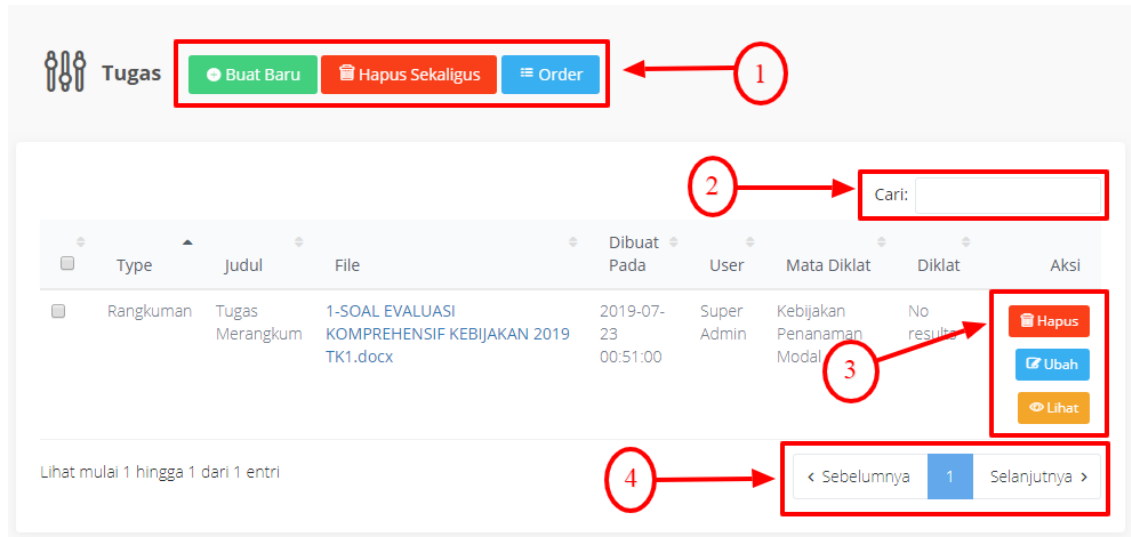 Tugas Buat Baru Hapus Sekaligus Order
1
2
Cari:
Type Judul File Dibuat Pada User Mata Diklat Diklat Aksi
Rangkuman
Tugas
Merangkum
1-SOAL EVALUASI
KOMPREHENSIF KEBIJAKAN 2019
TK1.docx
2019-07-
23
00:51:00
Super
Admin
Kebijakan
Penanaman
Modal
No
results
Hapus
Ubah
Lihat
3
Lihat mulai 1 hingga 1 dari 1 entri
4
Sebelumnya 1 Selanjutnya